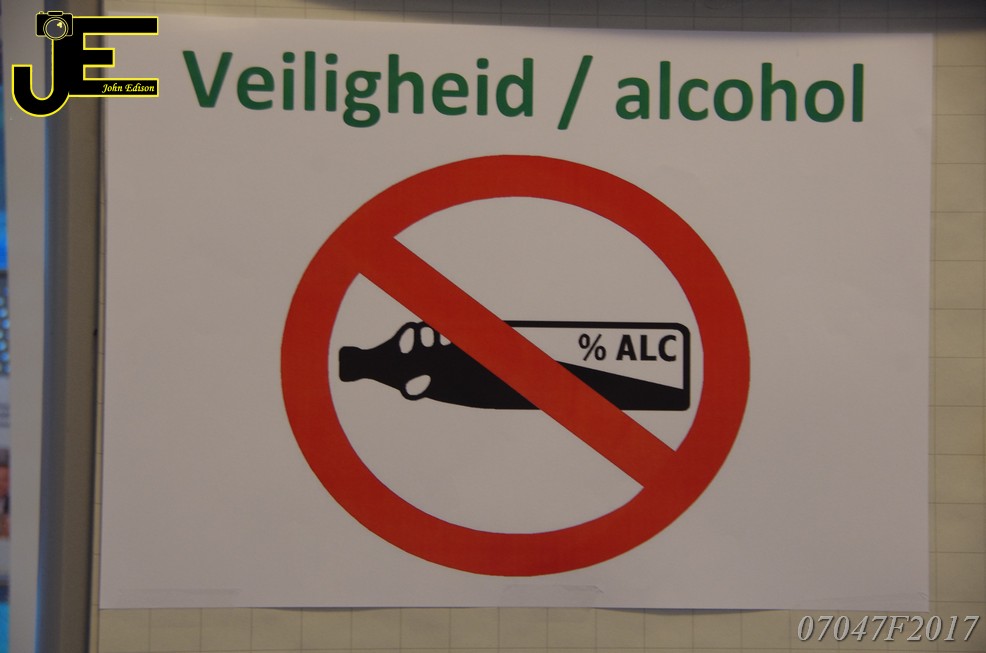 JE
John Edison
Veiligheid / alcohol
% ALC
07047F2017